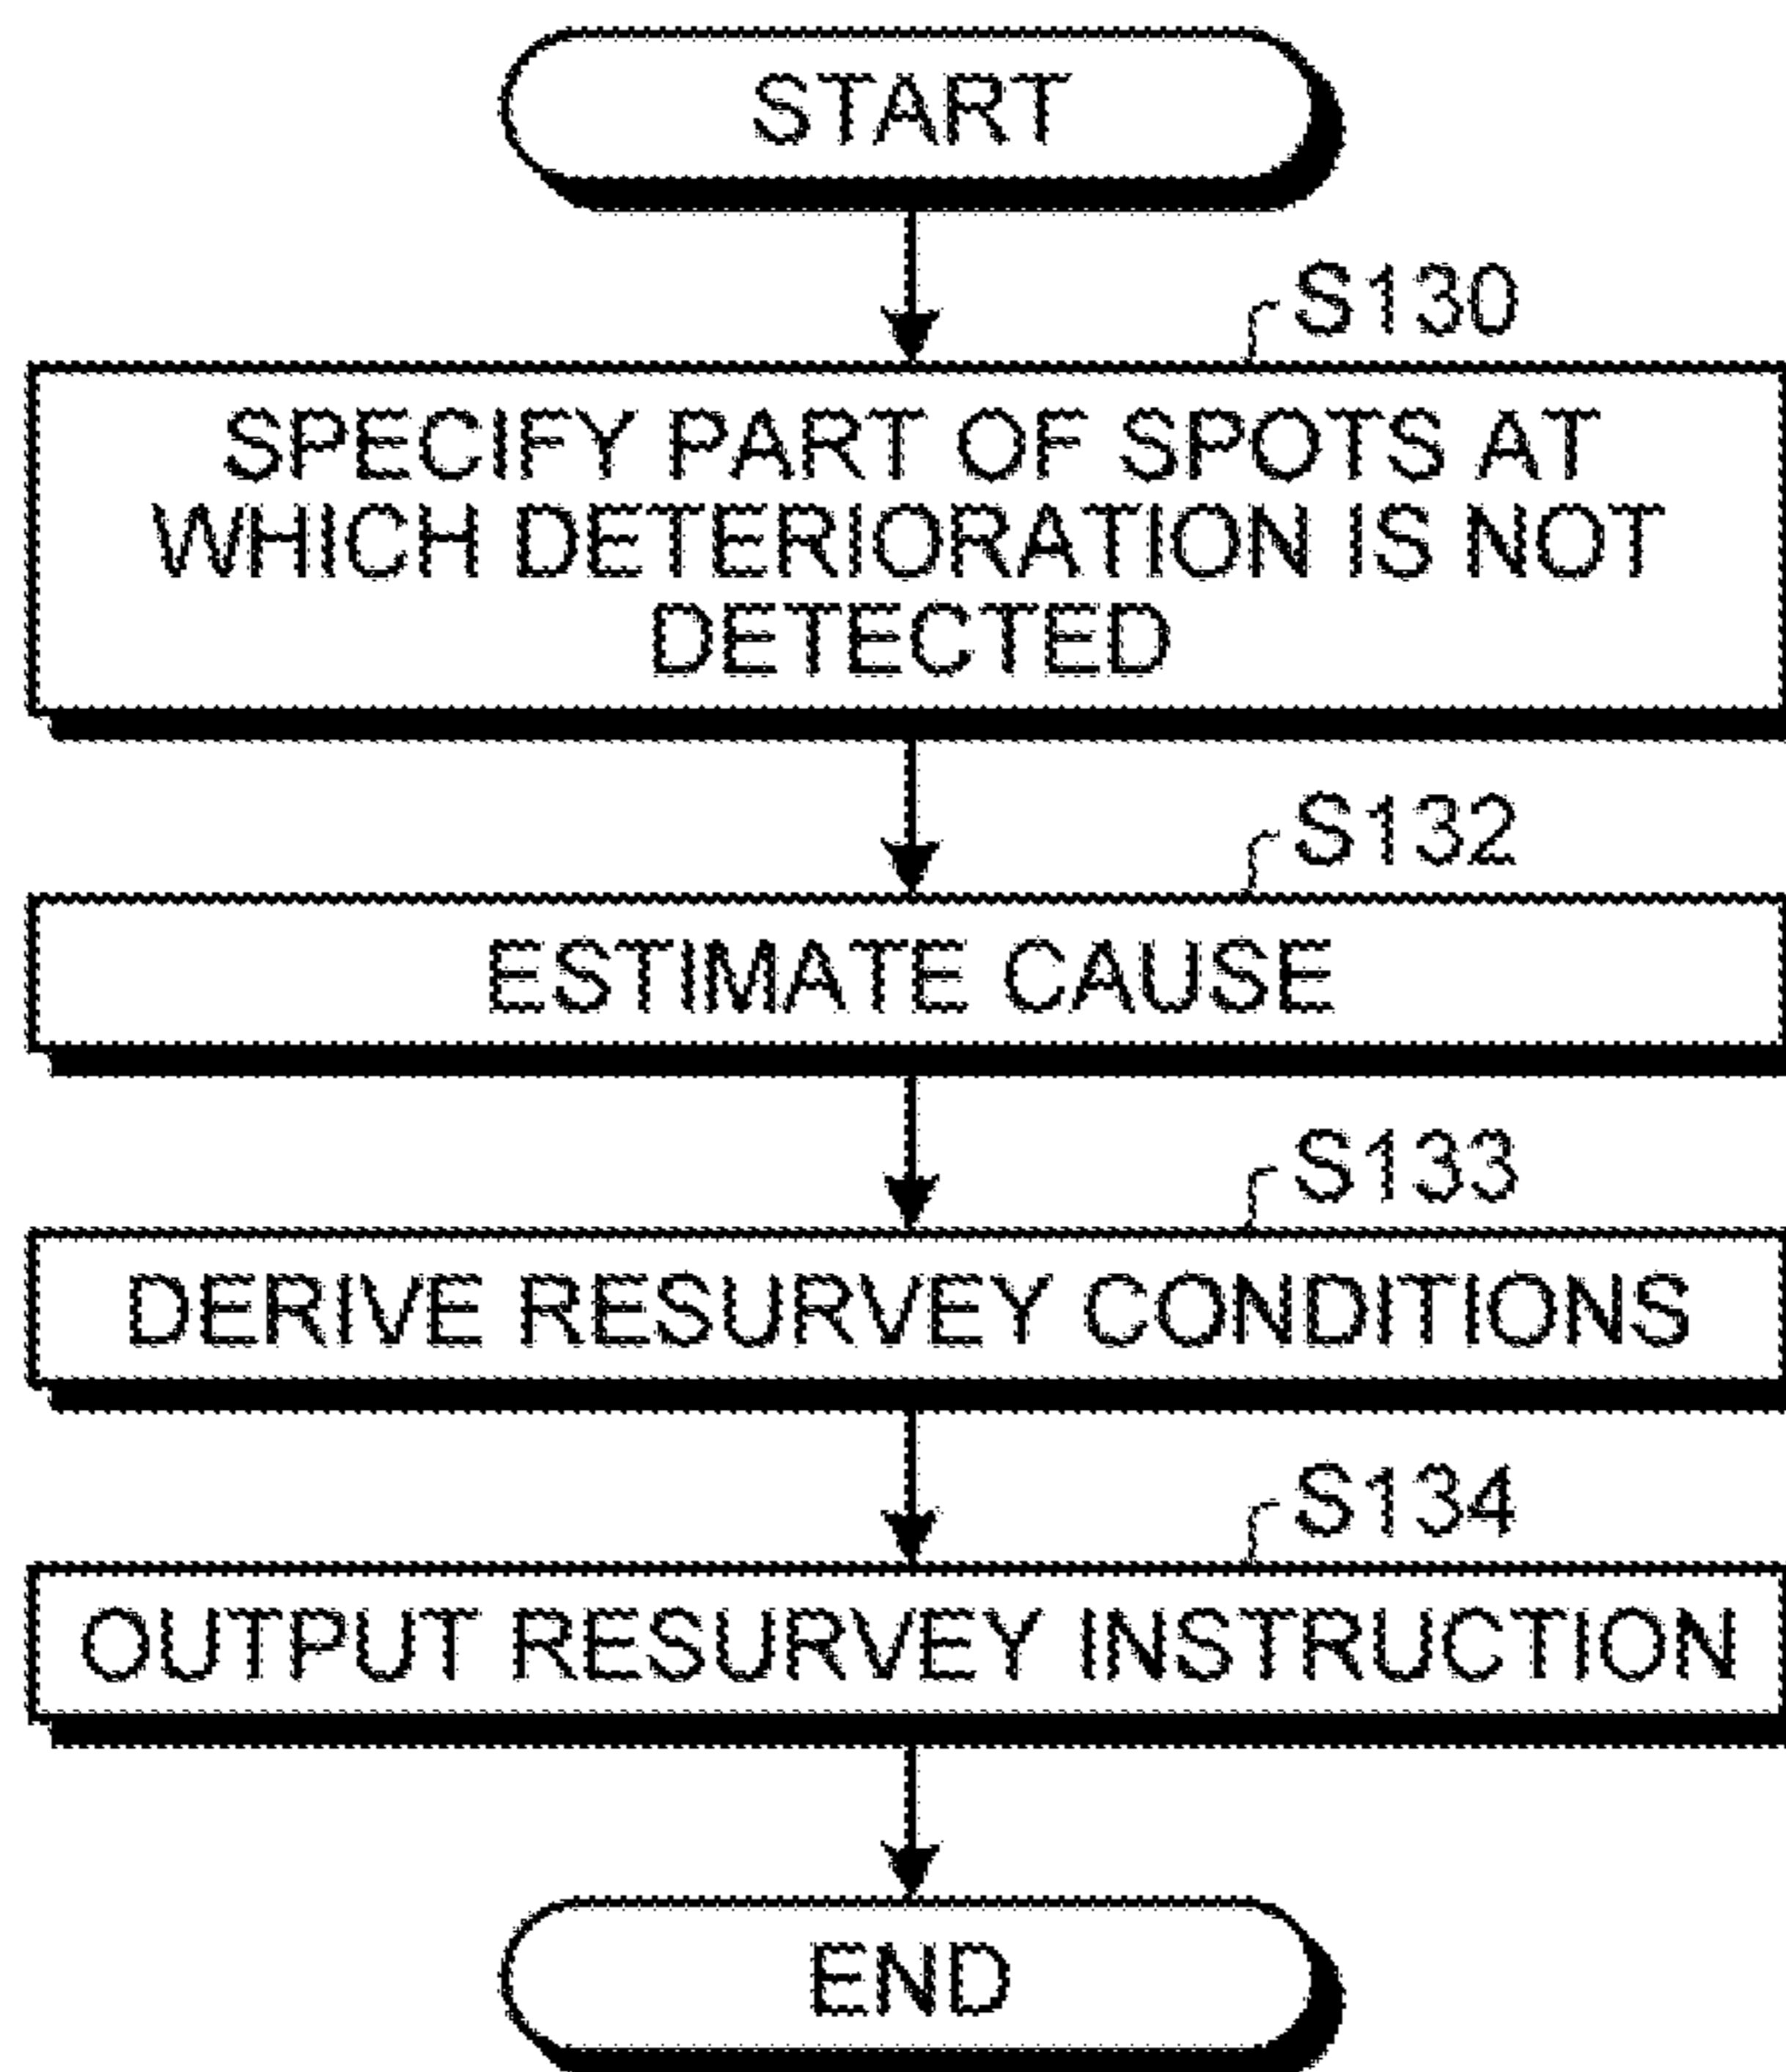 START
S130
SPECIFY PART OF SPOTS AT
WHICH DETERIORATION IS NOT
DETECTED
S132
ESTIMATE CAUSE
S133
DERIVE RESURVEY CONDITIONS
S134
OUTPUT RESURVEY INSTRUCTION
END